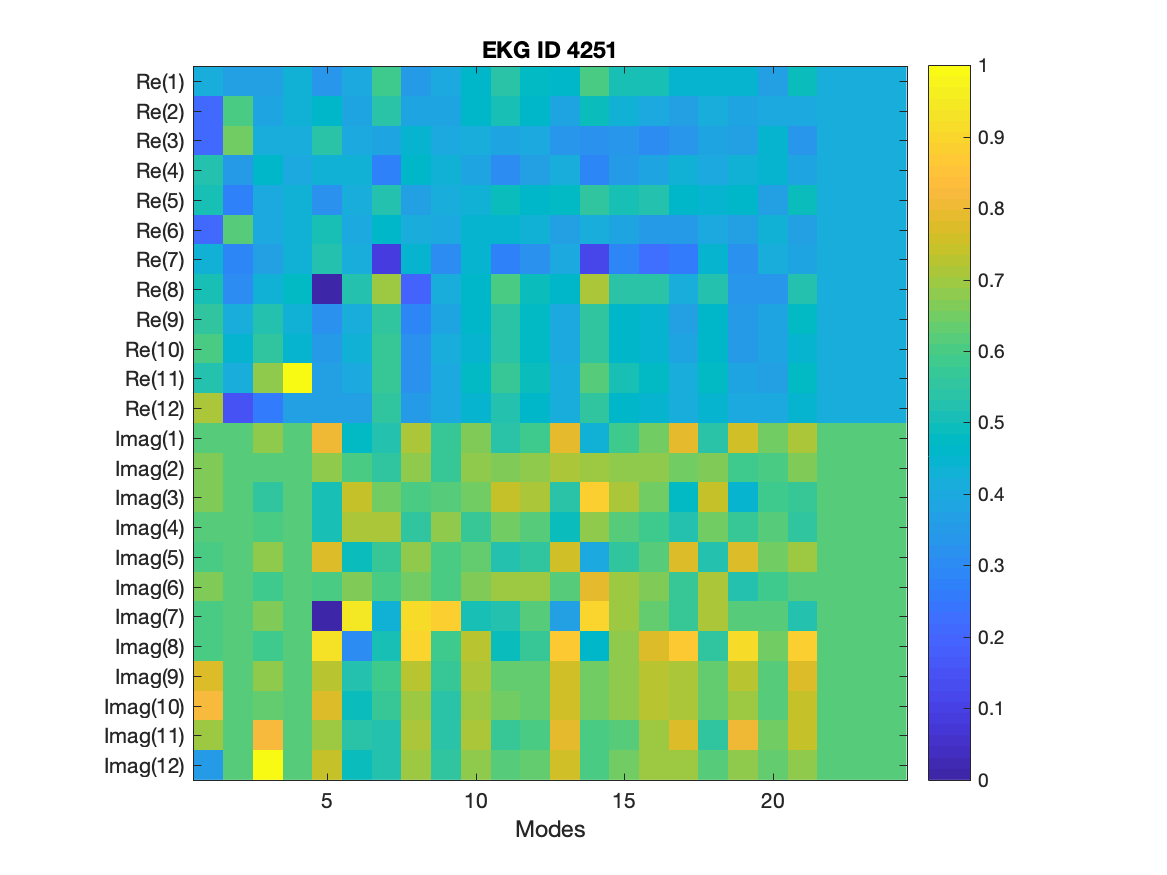 EKG ID 4251
Re(1)
Re(2)
Re(3)
Re(4)
Re(5)
Re(6)
Re(7)
Re(8)
Re(9)
Re(10)
Re(11)
Re(12)
Imag(1)
Imag(2)
Imag(3)
Imag(4)
Imag(5)
Imag(6)
Imag(7)
Imag(8)
Imag(9)
Imag(10)
Imag(11)
Imag(12)
5 10 15 20
Modes
1
0.9
0.8
0.7
0.6
0.5
0.4
0.3
0.2
0.1
0